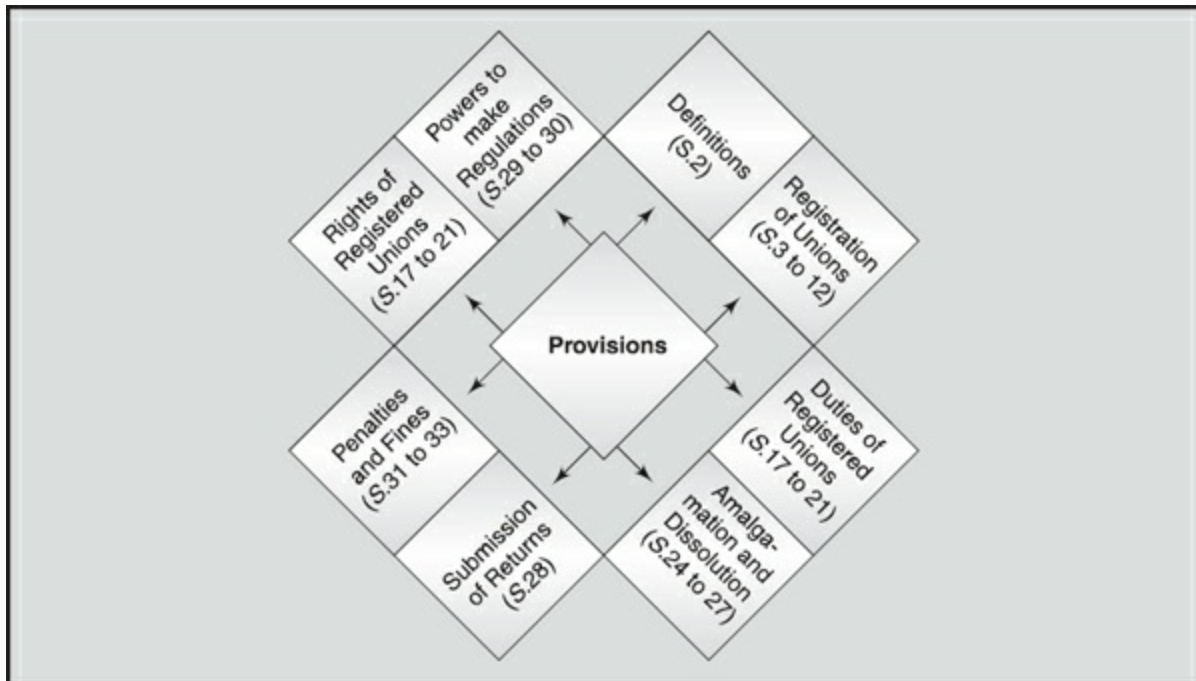 Powers to
make
Regulations
(S.29 to 30)
Definitions
(S.2)
Rights of
Registered
Unions
(S.17 to 21)
Registration
of Unions
(S.3 to 12)
Provisions
Penalties
and Fines
(S.31 to 33)
Duties of
Registered
Unions
(S.17 to 21)
Submission
of Returns
(S.28)
Amalga-
mation and
Dissolution
(S.24 to 27)